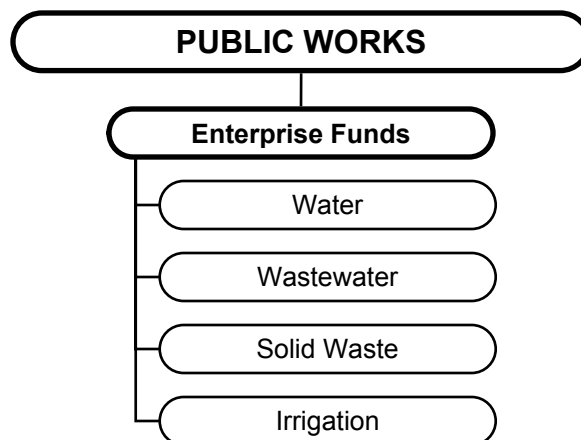 PUBLIC WORKS
Enterprise Funds
Water
Wastewater
Solid Waste
Irrigation